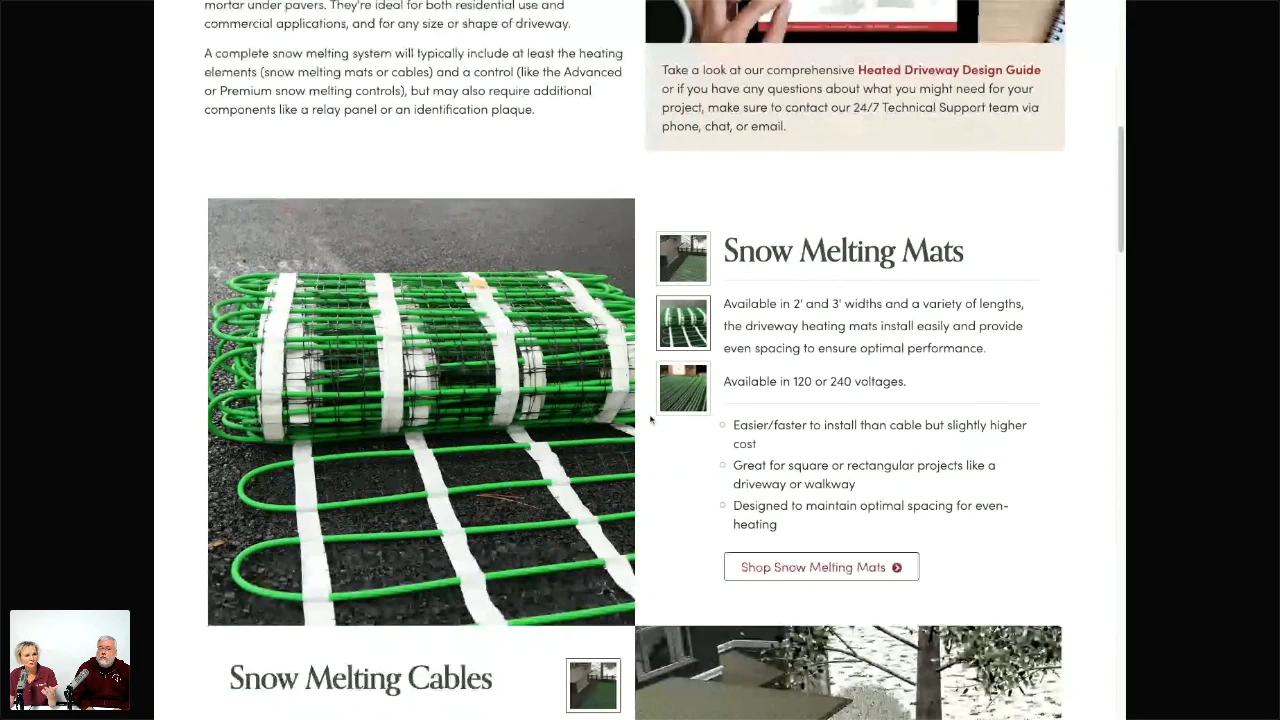 mortar under pavers. They're ideal for both residential use and
commercial applications, and for any size or shape of driveway.
A complete snow melting system will typically include at least the heating
elements (snow melting mats or cables) and a control (like the Advanced
or Premium snow melting controls), but may also require additional
components like a relay panel or an identification plaque.
Take a look at our comprehensive Heated Driveway Design Guide
or if you have any questions about what you might need for your
project, make sure to contact our 24/7 Technical Support team via
phone, chat, or email.
Snow Melting Mats
Available in 2' and 3' widths and a variety of lengths,
the driveway heating mats install easily and provide
even spacing to ensure optimal performance.
Available in 120 or 240 voltages.
Easier/faster to install than cable but slightly higher
cost
Great for square or rectangular projects like a
driveway or walkway
Designed to maintain optimal spacing for even-
heating
Shop Snow Melting Mats
Snow Melting Cables